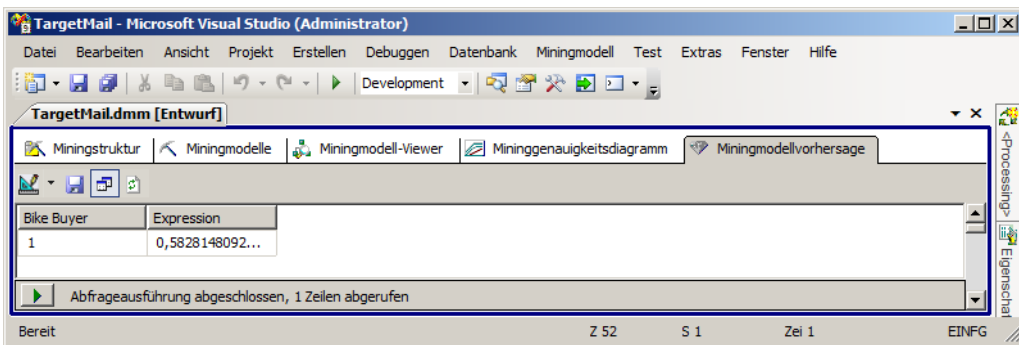 TargetMail - Microsoft Visual Studio (Administrator)
Datei Bearbeiten Ansicht Projekt Erstellen Debuggen Datenbank Miningmodell Test Extras Fenster Hilfe
Development
TargetMail.dmm [Entwurf]
Miningstruktur Miningmodelle Miningmodell-Viewer Mininggenauigkeitsdiagramm Miningmodellvorhersage
Bike Buyer Expression
1 0,5828148092...
Abfrageausführung abgeschlossen, 1 Zeilen abgerufen
Bereit Z 52 S 1 Zei 1 EINFG
<Processing>
Eigenschaf